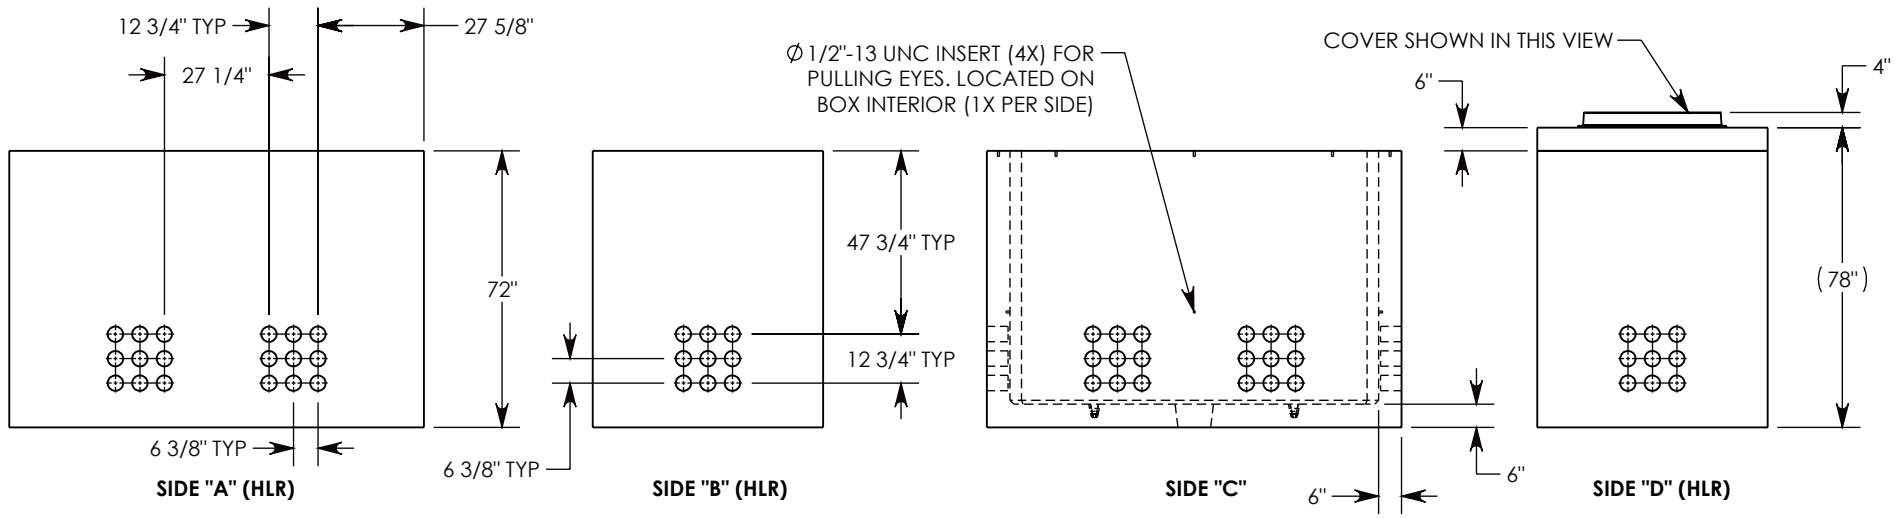 12 3/4" TYP
27 5/8"
27 1/4"
72"
6 3/8" TYP
SIDE "A" (HLR)
47 3/4" TYP
12 3/4" TYP
6 3/8" TYP
SIDE "B" (HLR)
Ø 1/2"-13 UNC INSERT (4X) FOR
PULLING EYES. LOCATED ON
BOX INTERIOR (1X PER SIDE)
6"
6"
SIDE "C"
COVER SHOWN IN THIS VIEW
6"
4"
(78")
SIDE "D" (HLR)